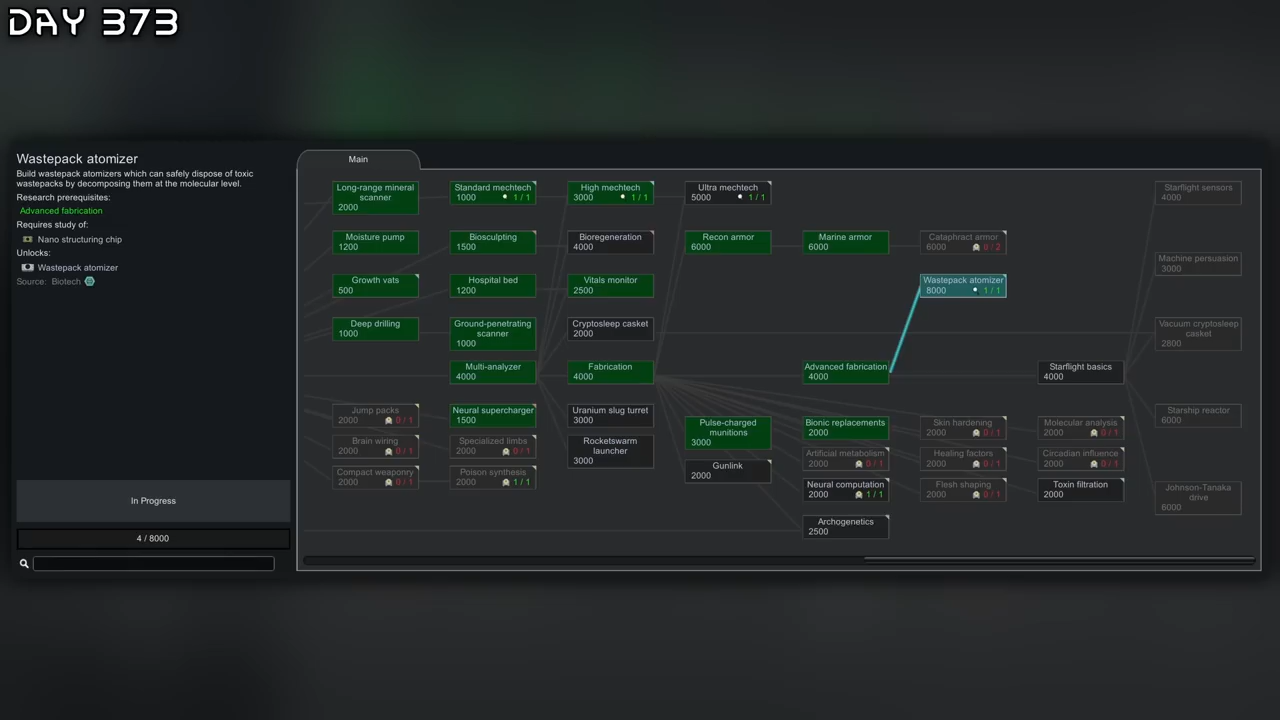 DAY 373
Wastepack atomizer
Build wastepack atomizers which can safely dispose of toxic
wastepacks by decomposing them at the molecular level.
Research prerequisites:
Advanced fabrication
Requires study of:
Nano structuring chip
Unlocks:
Wastepack atomizer
Source: Biotech
In Progress
4 / 8000
Main
Long-range mineral
scanner
2000
Standard mechtech
1000 1 / 1
High mechtech
3000 1 / 1
Ultra mechtech
5000 1 / 1
Starflight sensors
4000
Moisture pump
1200
Biosculpting
1500
Bioregeneration
4000
Recon armor
6000
Marine armor
6000
Cataphract armor
6000 0 / 2
Machine persuasion
3000
Growth vats
500
Hospital bed
1200
Vitals monitor
2500
Wastepack atomizer
8000 1 / 1
Deep drilling
1000
Ground-penetrating
scanner
1000
Cryptosleep casket
2000
Vacuum cryptosleep
casket
2800
Multi-analyzer
4000
Fabrication
4000
Advanced fabrication
4000
Starflight basics
4000
Jump packs
2000 0 / 1
Neural supercharger
1500
Uranium slug turret
3000
Pulse-charged
munitions
3000
Bionic replacements
2000
Skin hardening
2000 0 / 1
Molecular analysis
2000 0 / 1
Starship reactor
6000
Brain wiring
2000 0 / 1
Specialized limbs
2000 0 / 1
Rocketswarm
launcher
3000
Gunlink
2000
Artificial metabolism
2000 0 / 1
Healing factors
2000 0 / 1
Circadian influence
2000 0 / 1
Compact weaponry
2000 0 / 1
Poison synthesis
2000 1 / 1
Neural computation
2000 1 / 1
Flesh shaping
2000 0 / 1
Toxin filtration
2000
Johnson-Tanaka
drive
6000
Archogenetics
2500